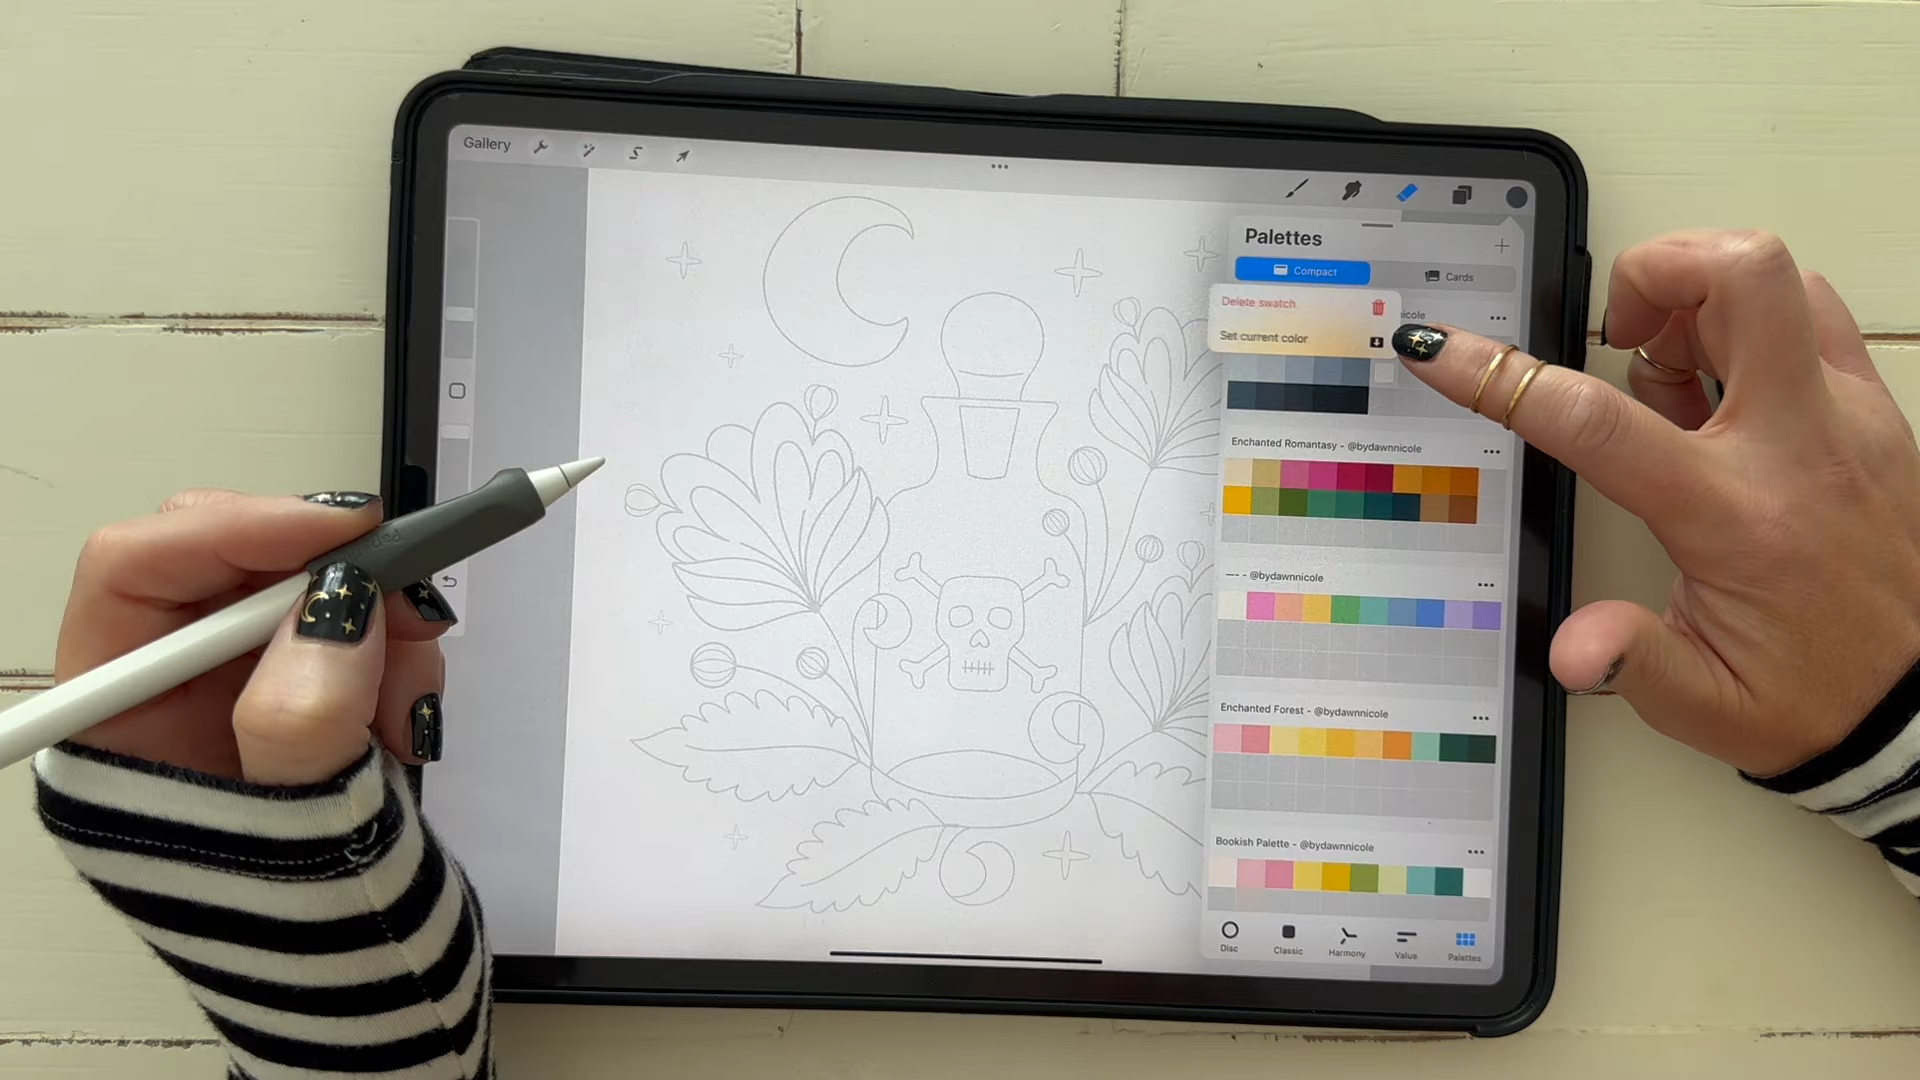 Gallery
Palettes
Compact
Cards
Delete swatch
icole
Set current color
Enchanted Romantasy - @bydawnnicole
–– - @bydawnnicole
Enchanted Forest - @bydawnnicole
Bookish Palette - @bydawnnicole
Disc
Classic
Harmony
Value
Palettes